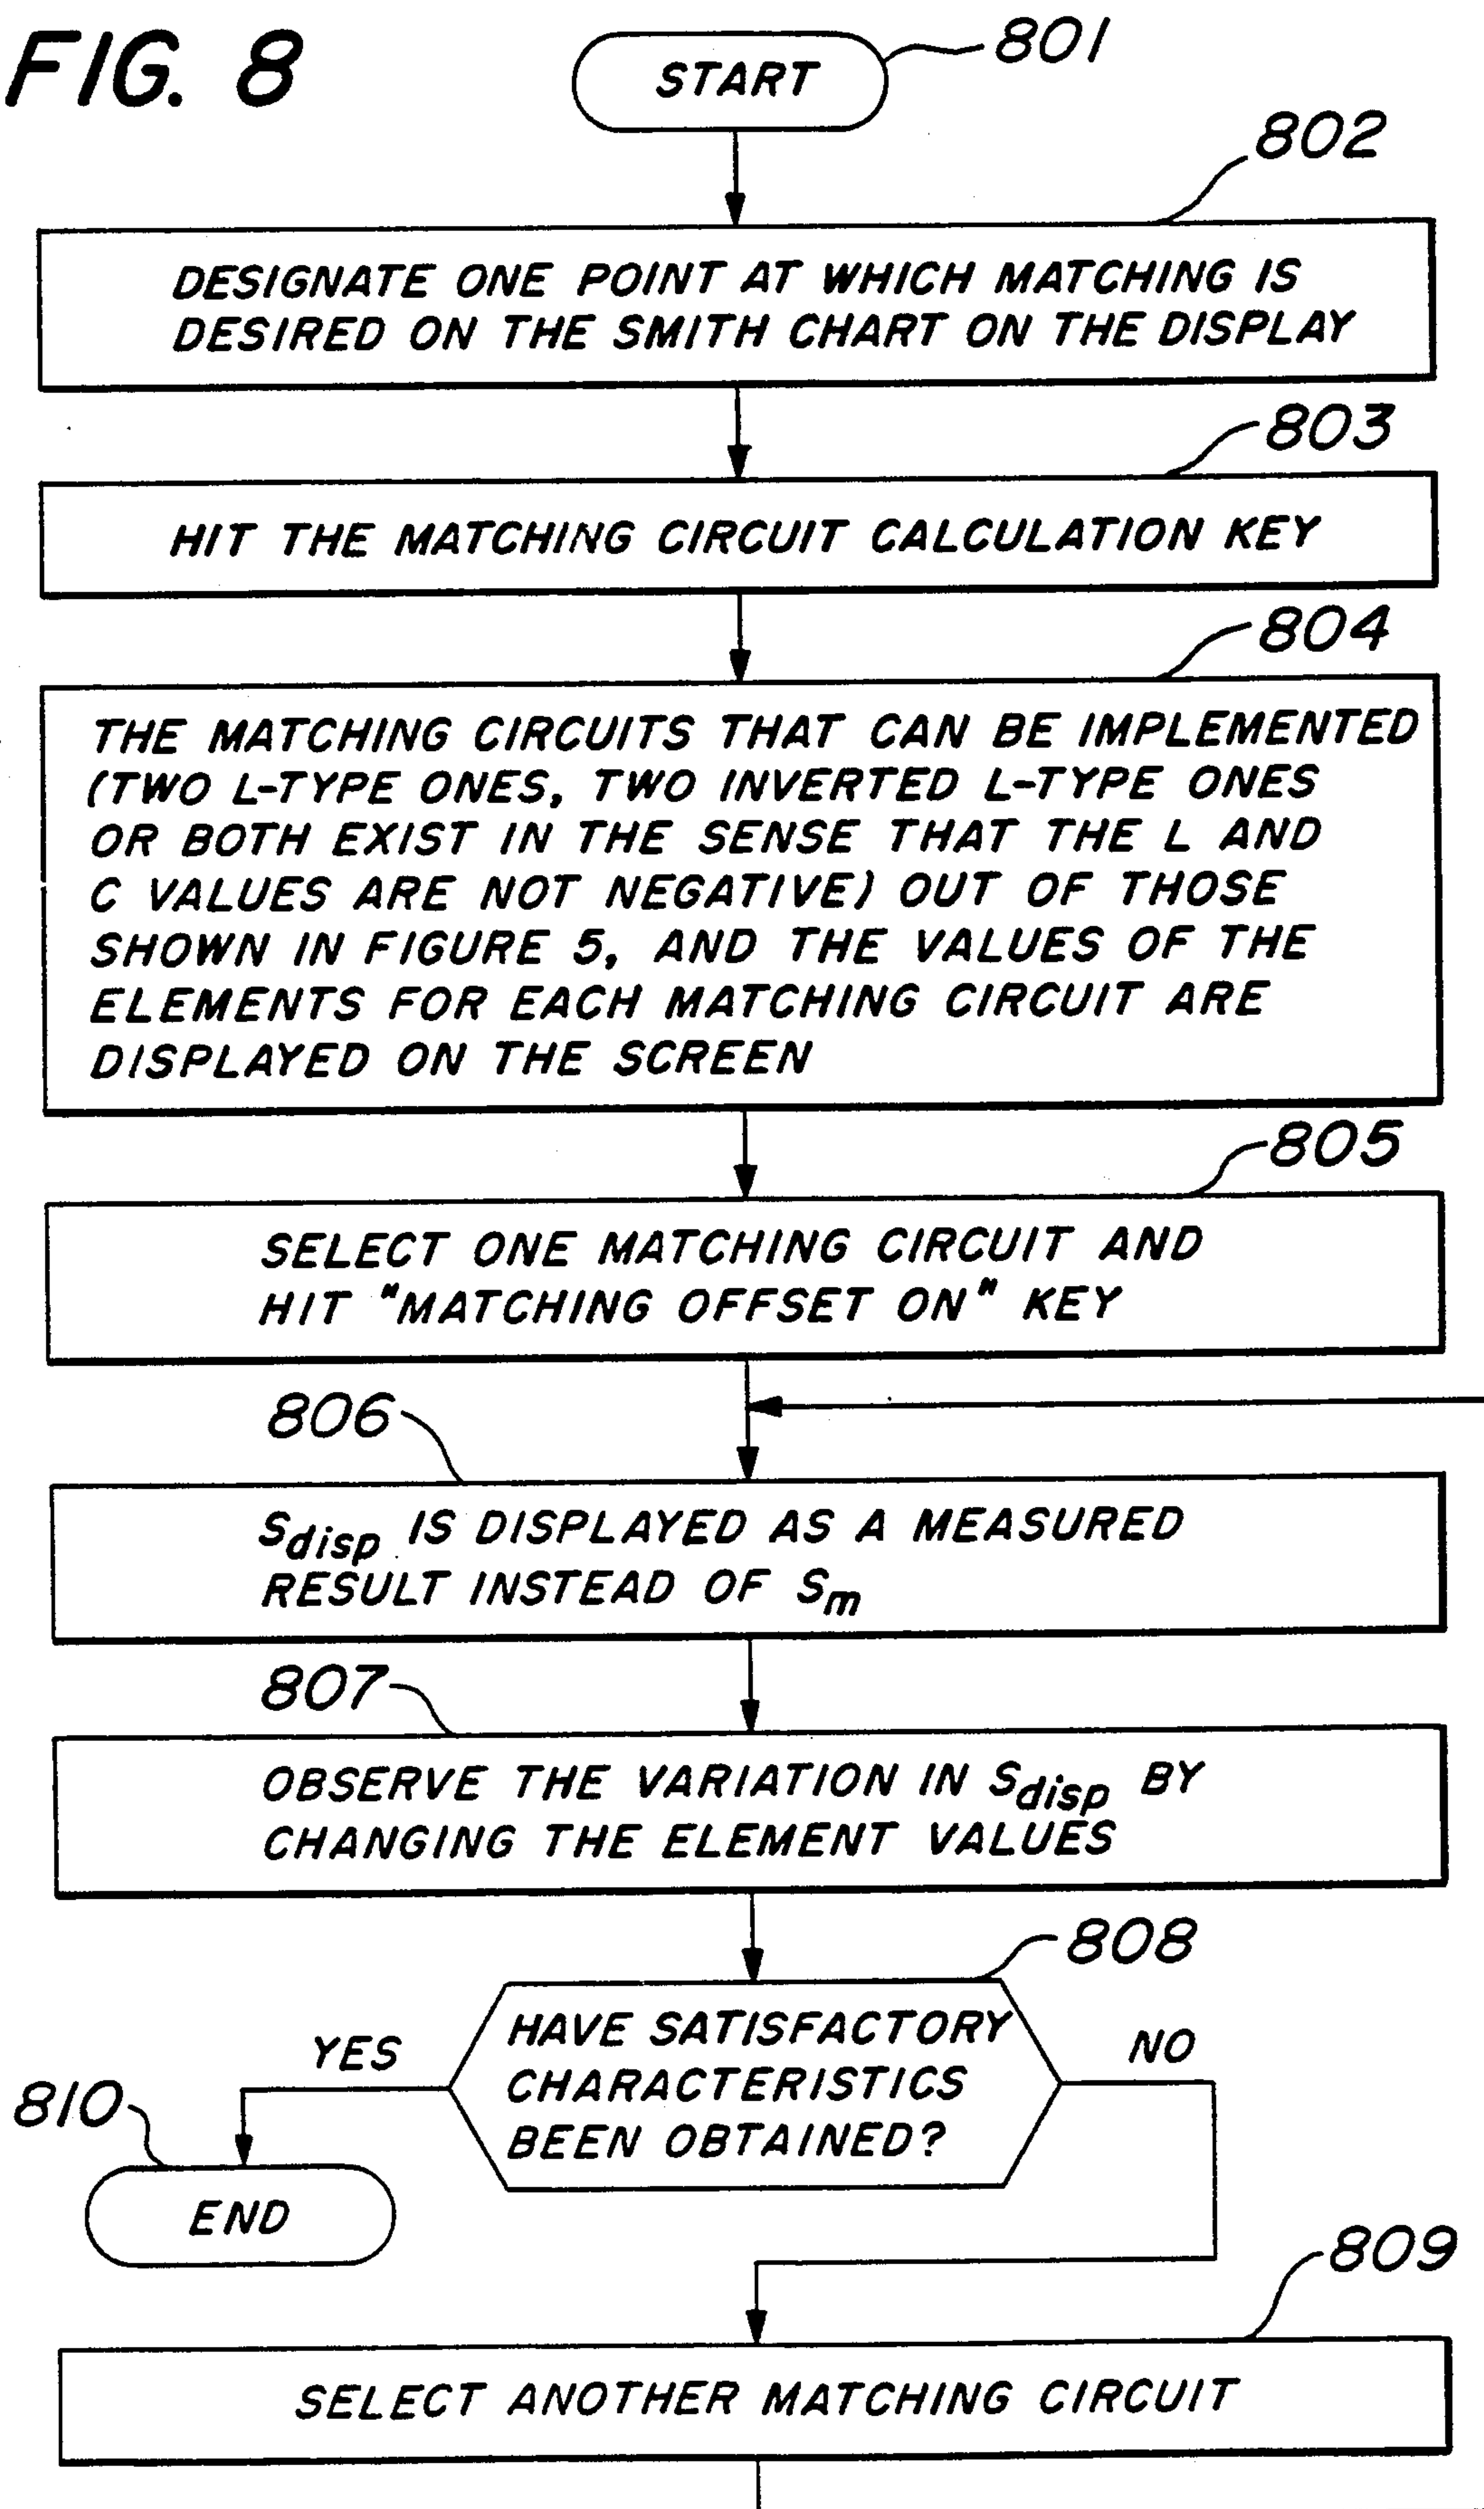 FIG. 8
START
801
802
DESIGNATE ONE POINT AT WHICH MATCHING IS
DESIRED ON THE SMITH CHART ON THE DISPLAY
803
HIT THE MATCHING CIRCUIT CALCULATION KEY
804
THE MATCHING CIRCUITS THAT CAN BE IMPLEMENTED
(TWO L-TYPE ONES, TWO INVERTED L-TYPE ONES
OR BOTH EXIST IN THE SENSE THAT THE L AND
C VALUES ARE NOT NEGATIVE) OUT OF THOSE
SHOWN IN FIGURE 5, AND THE VALUES OF THE
ELEMENTS FOR EACH MATCHING CIRCUIT ARE
DISPLAYED ON THE SCREEN
805
SELECT ONE MATCHING CIRCUIT AND
HIT "MATCHING OFFSET ON" KEY
806
Sdisp IS DISPLAYED AS A MEASURED
RESULT INSTEAD OF Sm
807
OBSERVE THE VARIATION IN Sdisp BY
CHANGING THE ELEMENT VALUES
808
HAVE SATISFACTORY
CHARACTERISTICS
BEEN OBTAINED?
YES
NO
810
END
809
SELECT ANOTHER MATCHING CIRCUIT